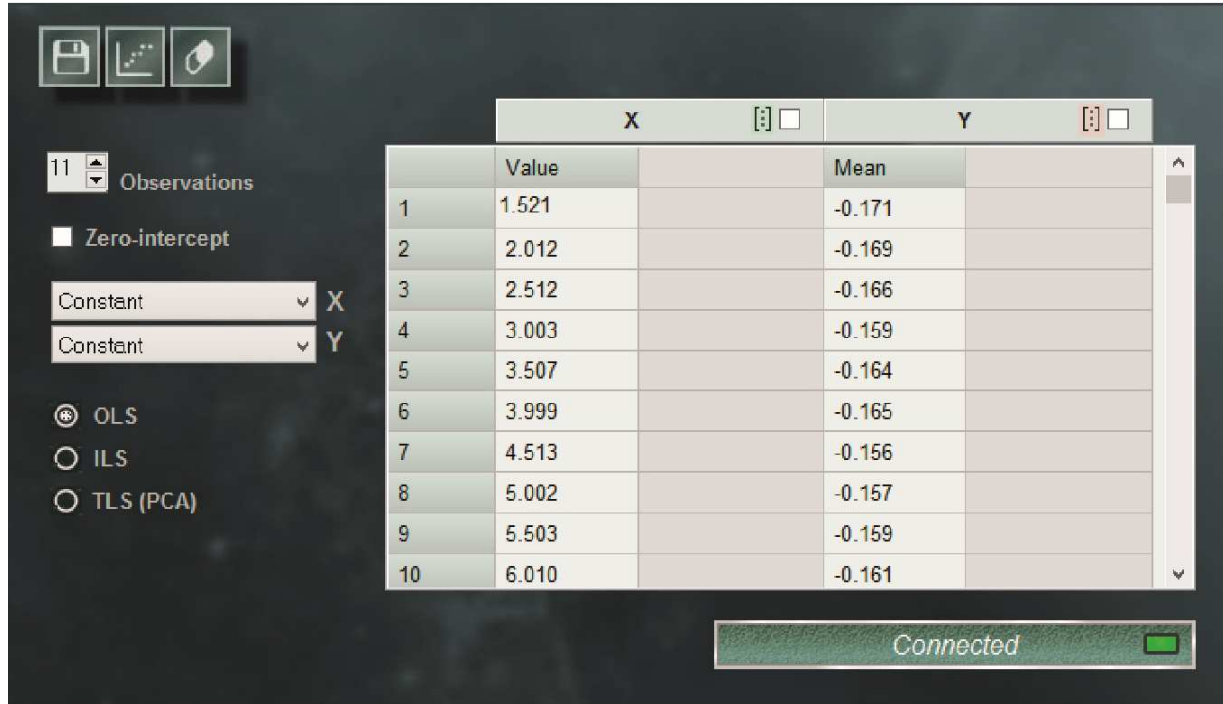 X [⋮] Y [⋮]
11 Observations
Zero-intercept
Constant X
Constant Y
OLS
ILS
TLS (PCA)
Value Mean
1 1.521 -0.171
2 2.012 -0.169
3 2.512 -0.166
4 3.003 -0.159
5 3.507 -0.164
6 3.999 -0.165
7 4.513 -0.156
8 5.002 -0.157
9 5.503 -0.159
10 6.010 -0.161
Connected